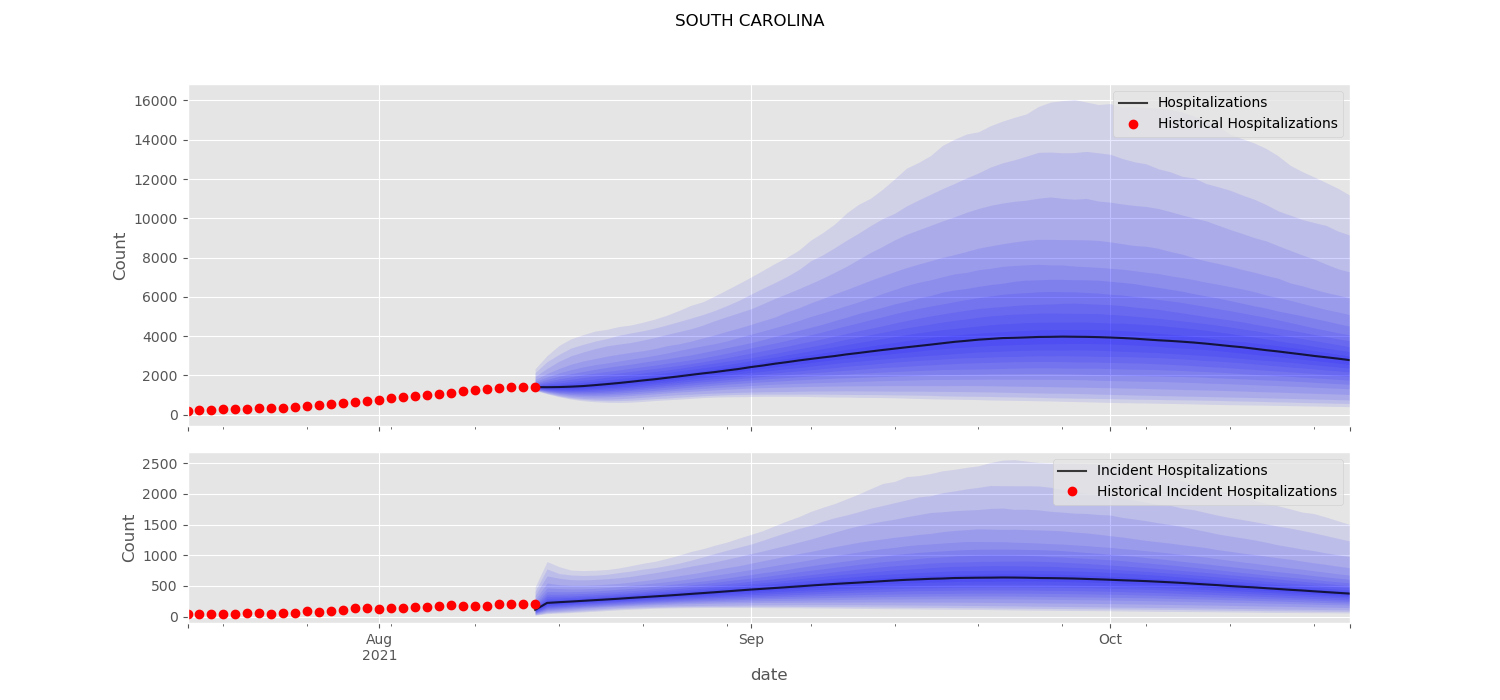 SOUTH CAROLINA
16000
14000
12000
10000
8000
6000
4000
2000
0
Count
Hospitalizations
Historical Hospitalizations
2500
2000
1500
1000
500
0
Count
Incident Hospitalizations
Historical Incident Hospitalizations
Aug
2021
Sep
Oct
date